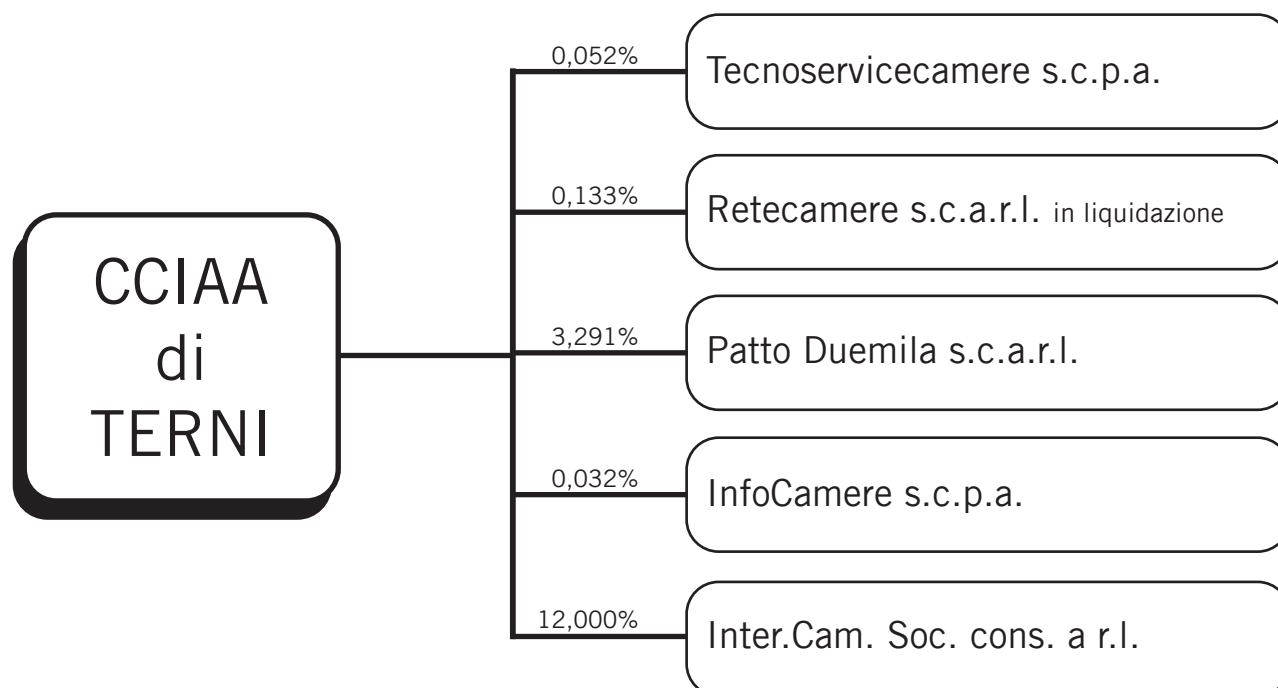 CCIAA
di
TERNI
0,052%
Tecnoservicecamere s.c.p.a.
0,133%
Retecamere s.c.a.r.l. in liquidazione
3,291%
Patto Duemila s.c.a.r.l.
0,032%
InfoCamere s.c.p.a.
12,000%
Inter.Cam. Soc. cons. a r.l.